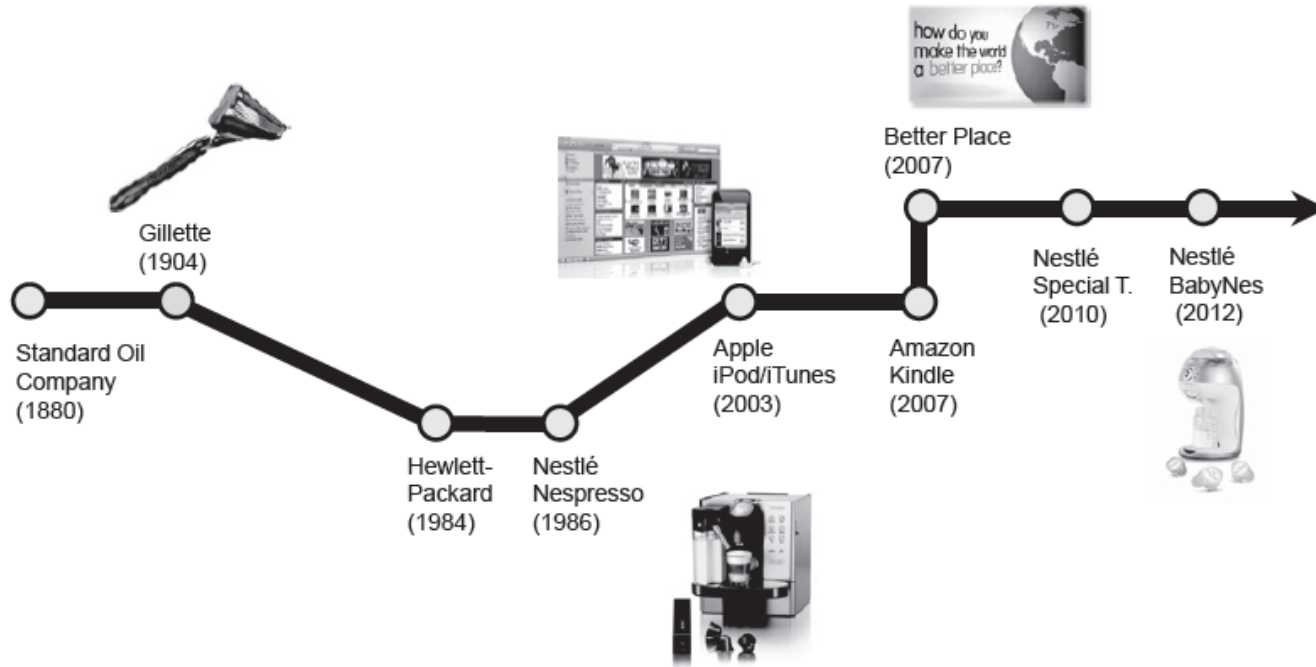 how do you
make the world
a better place?
Better Place
(2007)
Gillette
(1904)
Standard Oil
Company
(1880)
Hewlett-
Packard
(1984)
Nestlé
Nespresso
(1986)
Apple
iPod/iTunes
(2003)
Amazon
Kindle
(2007)
Nestlé
Special T.
(2010)
Nestlé
BabyNes
(2012)